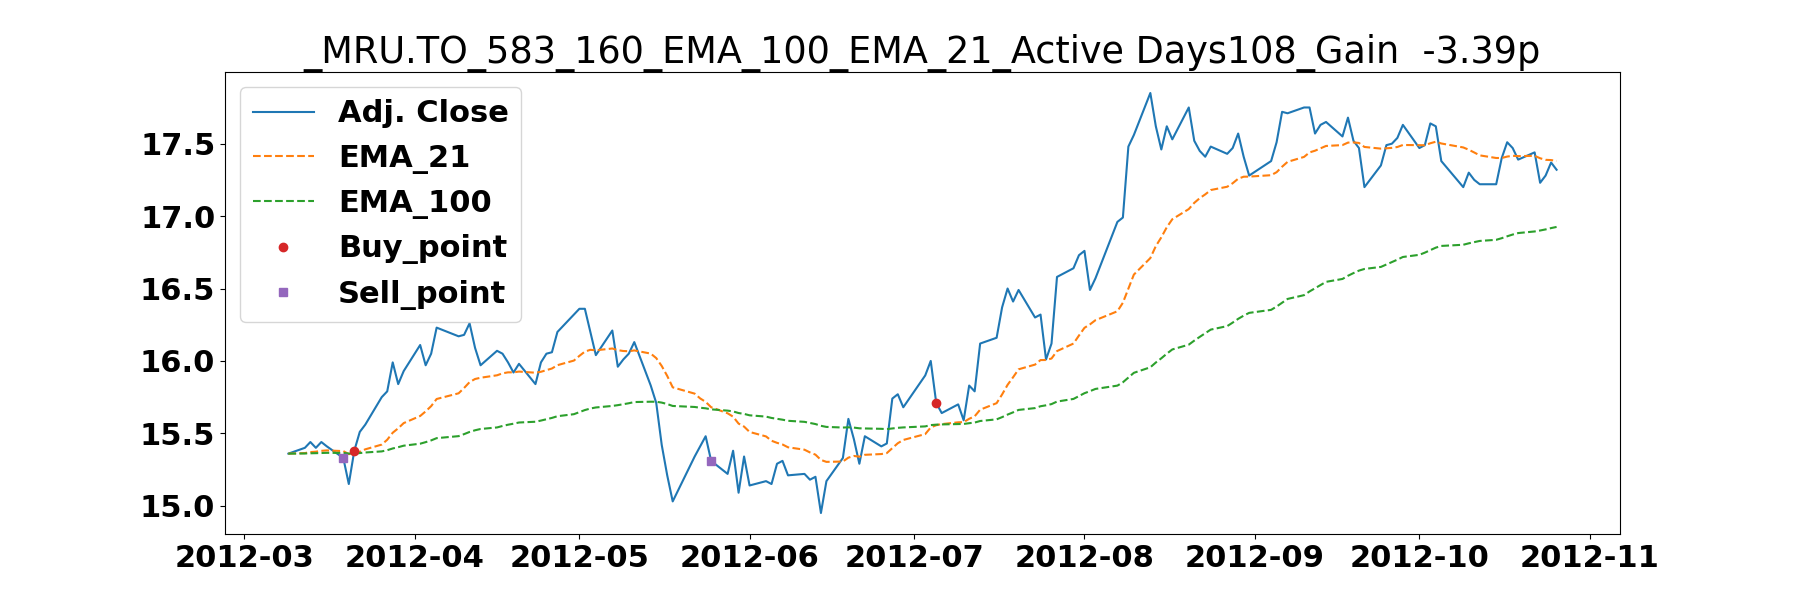 _MRU.TO_583_160_EMA_100_EMA_21_Active Days108_Gain  -3.39p
Adj. Close
EMA_21
EMA_100
Buy_point
Sell_point
17.5
17.0
16.5
16.0
15.5
15.0
2012-03 2012-04 2012-05 2012-06 2012-07 2012-08 2012-09 2012-10 2012-11